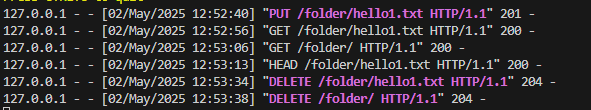 127.0.0.1 - - [02/May/2025 12:52:40] "PUT /folder/hello1.txt HTTP/1.1" 201 -
127.0.0.1 - - [02/May/2025 12:52:56] "GET /folder/hello1.txt HTTP/1.1" 200 -
127.0.0.1 - - [02/May/2025 12:53:06] "GET /folder/ HTTP/1.1" 200 -
127.0.0.1 - - [02/May/2025 12:53:13] "HEAD /folder/hello1.txt HTTP/1.1" 200 -
127.0.0.1 - - [02/May/2025 12:53:34] "DELETE /folder/hello1.txt HTTP/1.1" 204 -
127.0.0.1 - - [02/May/2025 12:53:38] "DELETE /folder/ HTTP/1.1" 204 -